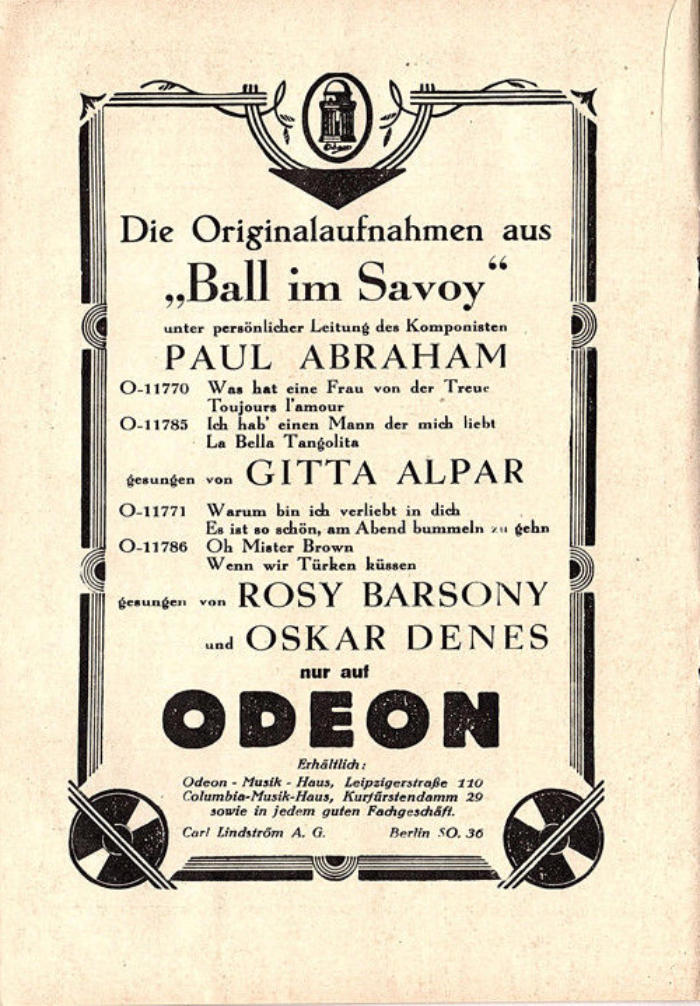 Odeon
Die Originalaufnahmen aus
„Ball im Savoy“
unter persönlicher Leitung des Komponisten
PAUL ABRAHAM
O-11770 Was hat eine Frau von der Treue
Toujours l'amour
O-11785 Ich hab' einen Mann der mich liebt
La Bella Tangolita
gesungen von GITTA ALPAR
O-11771 Warum bin ich verliebt in dich
Es ist so schön, am Abend bummeln zu gehn
O-11786 Oh Mister Brown
Wenn wir Türken küssen
gesungen von ROSY BARSONY
und OSKAR DENES
nur auf
ODEON
Erhältlich:
Odeon - Musik - Haus, Leipzigerstraße 110
Columbia-Musik-Haus, Kurfürstendamm 29
sowie in jedem guten Fachgeschäft.
Carl Lindström A. G. Berlin SO. 36